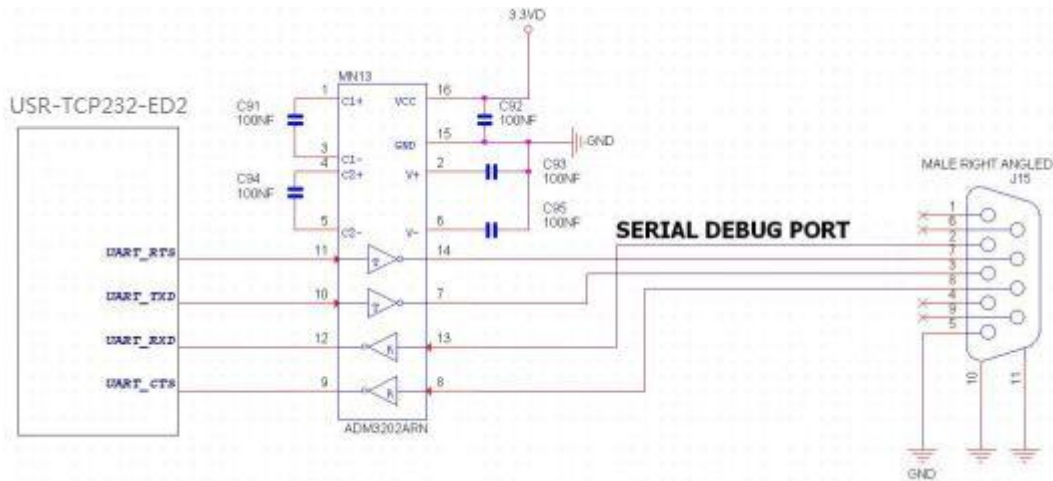 3.3VD
MN13
USR-TCP232-ED2
1
C1+
VCC
16
C91
100NF
C92
100NF
15
GND
GND
3
C1-
4
C2+
2
V+
C93
100NF
C94
100NF
MALE RIGHT ANGLED
J15
5
C2-
6
V-
C95
100NF
SERIAL DEBUG PORT
UART_RTS
11
T
14
UART_TXD
10
T
7
UART_RXD
12
R
13
UART_CTS
9
R
8
ADM3202ARN
1
6
2
7
3
8
4
9
5
10
11
GND